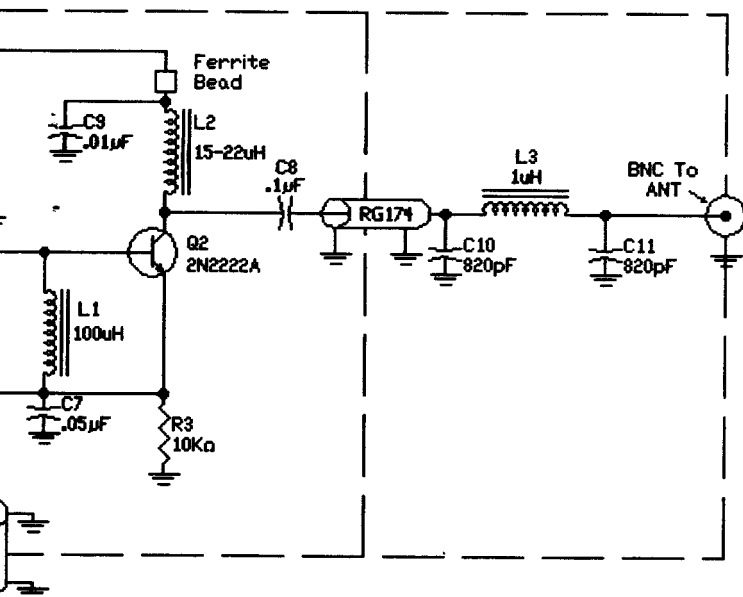 Ferrite
Bead
C9
.01µF
L2
15-22uH
C8
.1µF
RG174
L3
1uH
BNC To
ANT
C10
820pF
C11
820pF
Q2
2N2222A
L1
100uH
C7
.05µF
R3
10KΩ